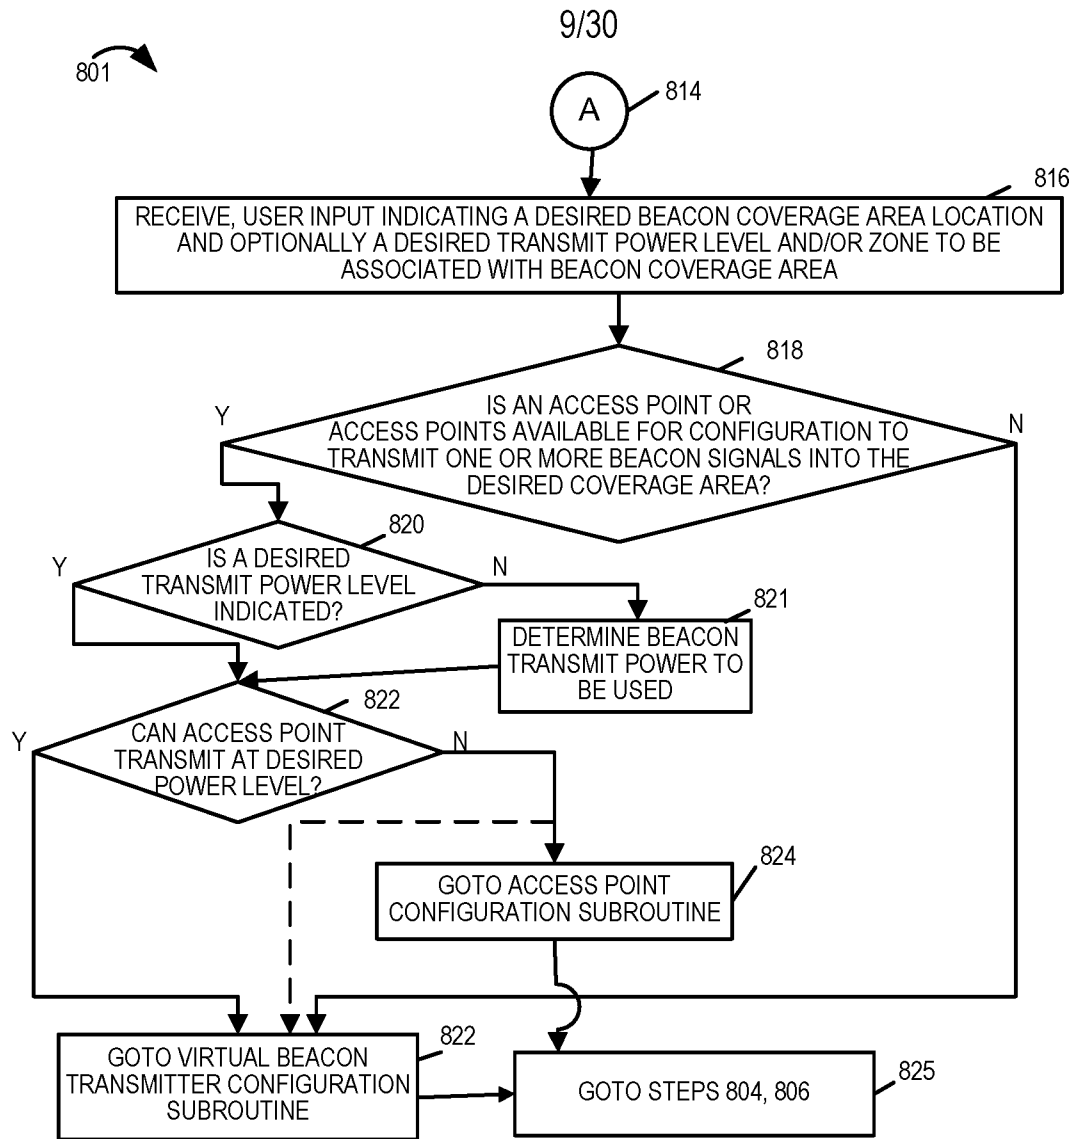 9/30
801
A
814
816
RECEIVE, USER INPUT INDICATING A DESIRED BEACON COVERAGE AREA LOCATION
AND OPTIONALLY A DESIRED TRANSMIT POWER LEVEL AND/OR ZONE TO BE
ASSOCIATED WITH BEACON COVERAGE AREA
818
Y
N
IS AN ACCESS POINT OR
ACCESS POINTS AVAILABLE FOR CONFIGURATION TO
TRANSMIT ONE OR MORE BEACON SIGNALS INTO THE
DESIRED COVERAGE AREA?
820
Y
N
IS A DESIRED
TRANSMIT POWER LEVEL
INDICATED?
821
DETERMINE BEACON
TRANSMIT POWER TO
BE USED
822
Y
N
CAN ACCESS POINT
TRANSMIT AT DESIRED
POWER LEVEL?
824
GOTO ACCESS POINT
CONFIGURATION SUBROUTINE
822
GOTO VIRTUAL BEACON
TRANSMITTER CONFIGURATION
SUBROUTINE
825
GOTO STEPS 804, 806